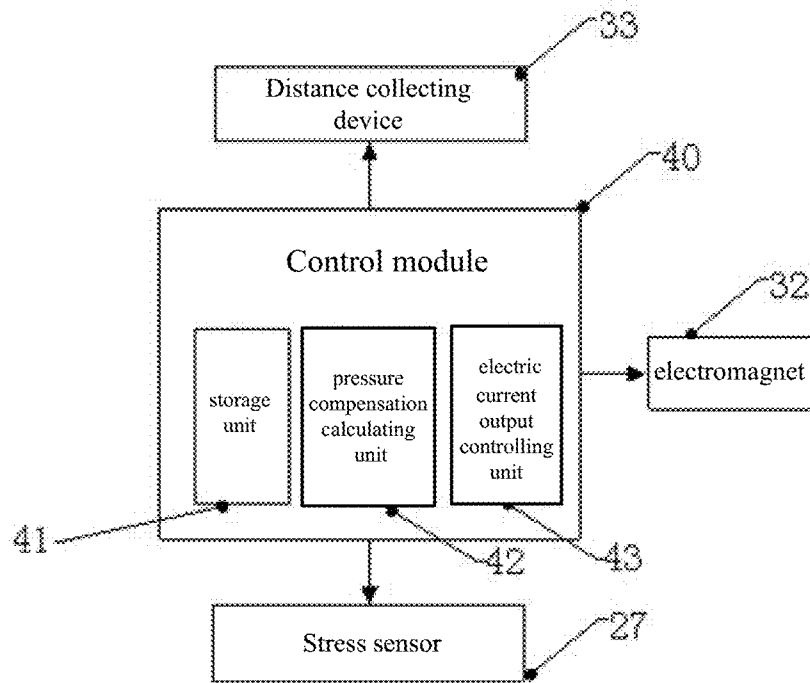 33
Distance collecting
device
40
Control module
32
electromagnet
storage
unit
pressure
compensation
calculating
unit
electric
current
output
controlling
unit
41
42
43
Stress sensor
27